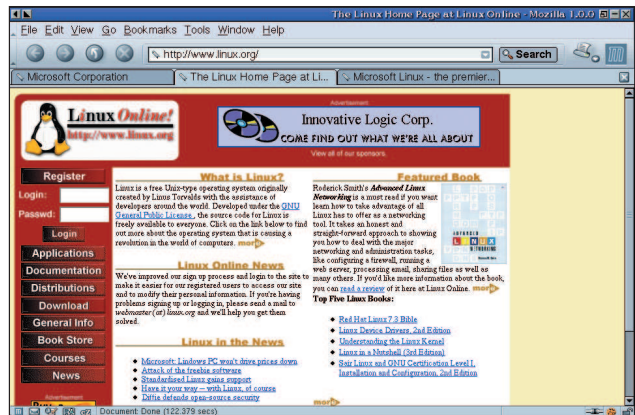 The Linux Home Page at Linux Online - Mozilla 1.0.0
File Edit View Go Bookmarks Tools Window Help
http://www.linux.org/
Search
Microsoft Corporation
The Linux Home Page at Li...
Microsoft Linux - the premier...
Linux Online!
http://www.linux.org
Advertisement
Innovative Logic Corp.
COME FIND OUT WHAT WE'RE ALL ABOUT
View all of our sponsors.
Register
Login:
Passwd:
Login
Applications
Documentation
Distributions
Download
General Info
Book Store
Courses
News
Advertisement
What is Linux?
Linux is a free Unix-type operating system originally
created by Linus Torvalds with the assistance of
developers around the world. Developed under the GNU
General Public License , the source code for Linux is
freely available to everyone. Click on the link below to find
out more about the operating system that is causing a
revolution in the world of computers. more
Linux Online News
We've improved our sign up process and login to the site to
make it easier for our registered users to access our site
and to modify their personal information. If you're having
problems signing up or logging in, please send a mail to
webmaster (at) linux.org and we'll help you get them
solved.
Linux in the News
Microsoft: Lindows PC won't drive prices down
Attack of the freebie software
Standardised Linux gains support
Have it your way -- with Linux, of course
Diffie defends open-source security
Featured Book
Roderick Smith's Advanced Linux
Networking is a must read if you want
learn how to take advantage of all
Linux has to offer as a networking
tool. It takes an honest and
straight-forward approach to showing
you how to deal with the major
networking and administration tasks,
like configuring a firewall, running a
web server, processing email, sharing files as well as
many others. If you'd like more information about the book,
you can read a review of it here at Linux Online. more
ADVANCED
LINUX
NETWORKING
Top Five Linux Books:
Red Hat Linux 7.3 Bible
Linux Device Drivers, 2nd Edition
Understanding the Linux Kernel
Linux in a Nutshell (3rd Edition)
Sair Linux and GNU Certification Level I,
Installation and Configuration, 2nd Edition
more
Document: Done (122.379 secs)